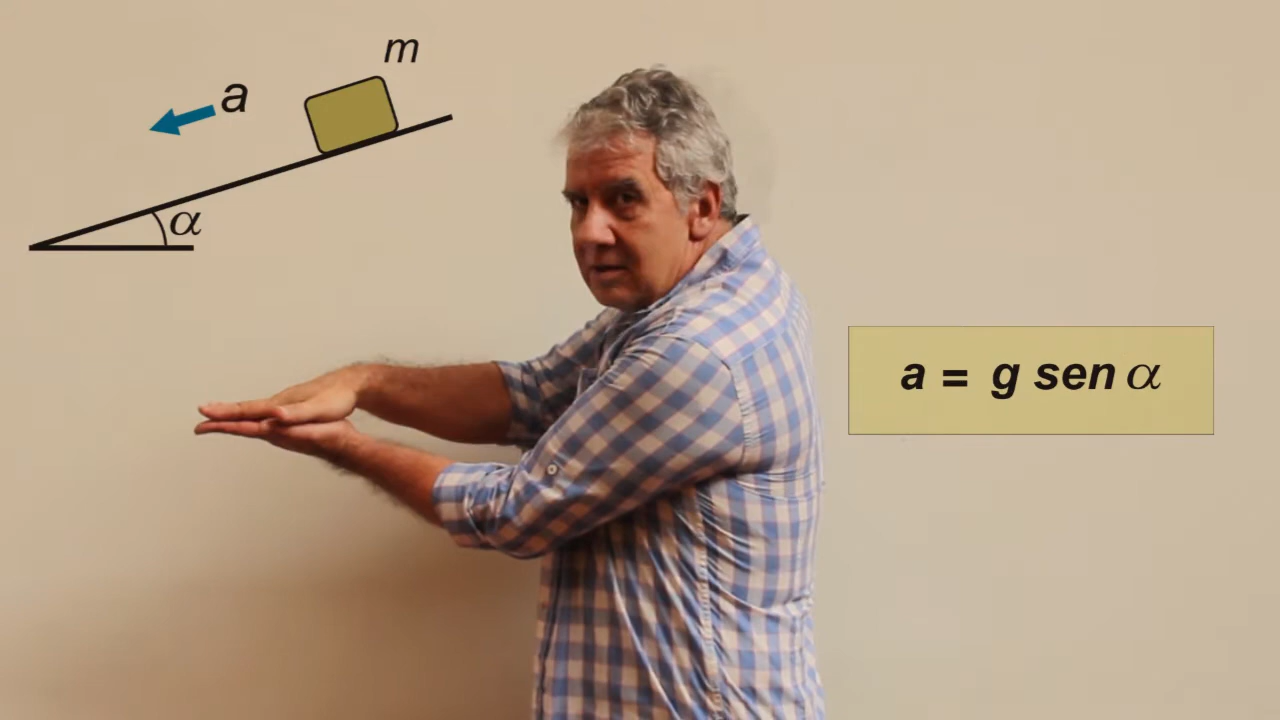 m
a
α
a = g sen α